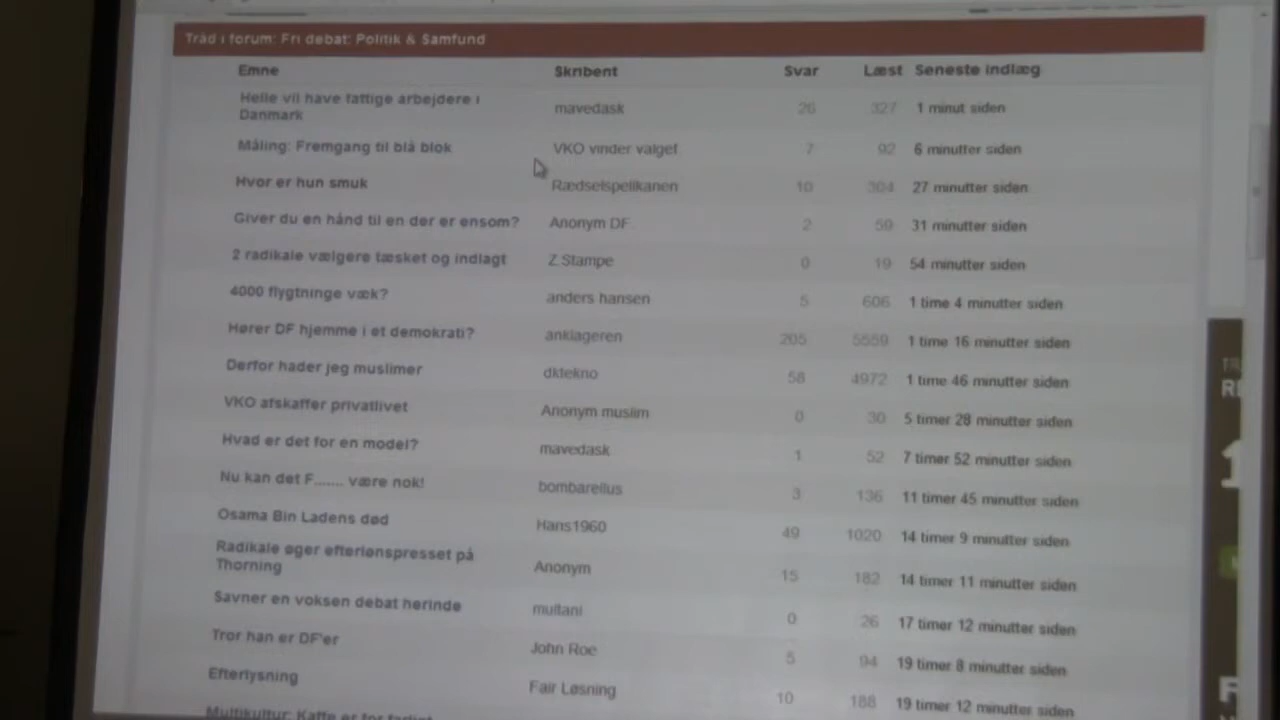 Tråd i forum: Fri debat: Politik & Samfund
Emne Skribent Svar Læst Seneste indlæg
Helle vil have fattige arbejdere i
Danmark
mavedask 26 327 1 minut siden
Måling: Fremgang til blå blok VKO vinder valget 7 92 6 minutter siden
Hvor er hun smuk Rædselspelikanen 10 304 27 minutter siden
Giver du en hånd til en der er ensom? Anonym DF 2 59 31 minutter siden
2 radikale vælgere tæsket og indlagt Z Stampe 0 19 54 minutter siden
4000 flygtninge væk? anders hansen 5 606 1 time 4 minutter siden
Hører DF hjemme i et demokrati? anklageren 205 5559 1 time 16 minutter siden
Derfor hader jeg muslimer dktekno 58 4972 1 time 46 minutter siden
VKO afskaffer privatlivet Anonym muslim 0 30 5 timer 28 minutter siden
Hvad er det for en model? mavedask 1 52 7 timer 52 minutter siden
Nu kan det F....... være nok! bombarellus 3 136 11 timer 45 minutter siden
Osama Bin Ladens død Hans1960 49 1020 14 timer 9 minutter siden
Radikale øger efterlønspresset på
Thorning
Anonym 15 182 14 timer 11 minutter siden
Savner en voksen debat herinde multani 0 26 17 timer 12 minutter siden
Tror han er DF'er John Roe 5 94 19 timer 8 minutter siden
Efterlysning Fair Løsning 10 188 19 timer 12 minutter siden
Multikultur: Kaffe er for farligt